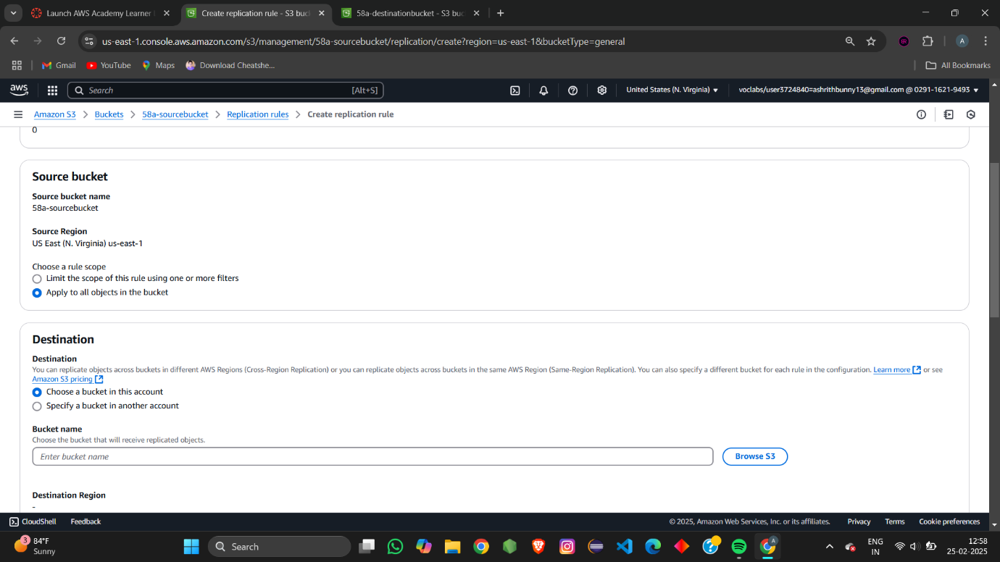 Launch AWS Academy Learner
Create replication rule - S3 buc
58a-destinationbucket - S3 buc
us-east-1.console.aws.amazon.com/s3/management/58a-sourcebucket/replication/create?region=us-east-1&bucketType=general
A
Gmail
YouTube
Maps
Download Cheatshe...
All Bookmarks
aws
Search
[Alt+S]
United States (N. Virginia)
voclabs/user3724840=ashrithbunny13@gmail.com @ 0291-1621-9493
Amazon S3
Buckets
58a-sourcebucket
Replication rules
Create replication rule
0
Source bucket
Source bucket name
58a-sourcebucket
Source Region
US East (N. Virginia) us-east-1
Choose a rule scope
Limit the scope of this rule using one or more filters
Apply to all objects in the bucket
Destination
Destination
You can replicate objects across buckets in different AWS Regions (Cross-Region Replication) or you can replicate objects across buckets in the same AWS Region (Same-Region Replication). You can also specify a different bucket for each rule in the configuration. Learn more or see
Amazon S3 pricing
Choose a bucket in this account
Specify a bucket in another account
Bucket name
Choose the bucket that will receive replicated objects.
Enter bucket name
Browse S3
Destination Region
-
CloudShell
Feedback
© 2025, Amazon Web Services, Inc. or its affiliates.
Privacy
Terms
Cookie preferences
3
84°F
Sunny
Search
A
ENG
IN
12:58
25-02-2025